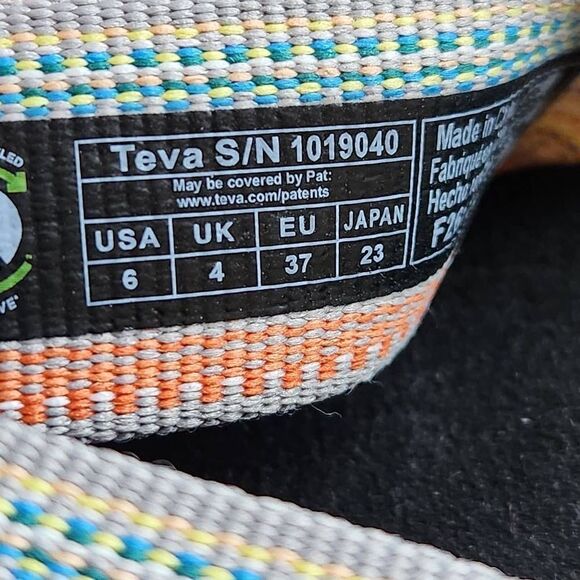 Teva S/N 1019040
May be covered by Pat:
www.teva.com/patents
USA UK EU JAPAN
6 4 37 23
Made in
Hecho